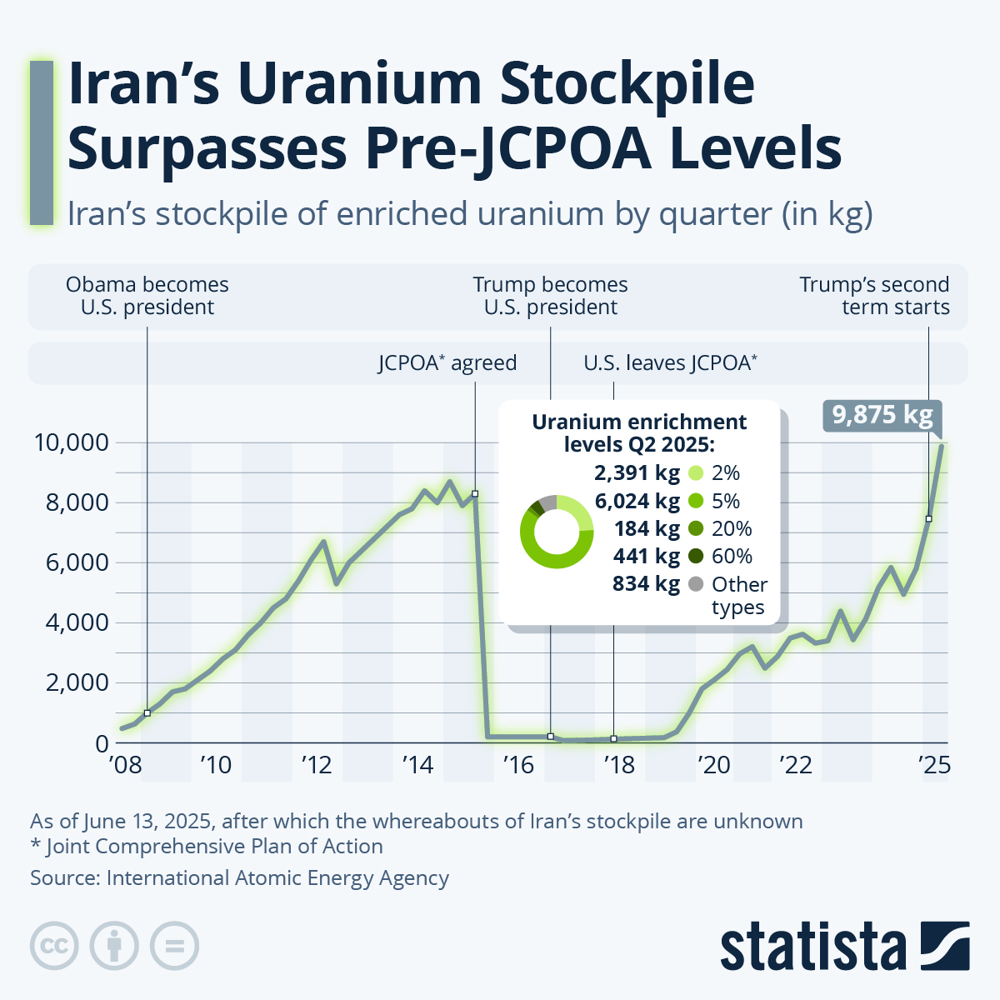 Iran’s Uranium Stockpile
Surpasses Pre-JCPOA Levels
Iran’s stockpile of enriched uranium by quarter (in kg)
Obama becomes
U.S. president
Trump becomes
U.S. president
Trump’s second
term starts
JCPOA* agreed
U.S. leaves JCPOA*
9,875 kg
Uranium enrichment
levels Q2 2025:
2,391 kg 2%
6,024 kg 5%
184 kg 20%
441 kg 60%
834 kg Other
types
10,000
8,000
6,000
4,000
2,000
0
’08 ’10 ’12 ’14 ’16 ’18 ’20 ’22 ’25
As of June 13, 2025, after which the whereabouts of Iran’s stockpile are unknown
* Joint Comprehensive Plan of Action
Source: International Atomic Energy Agency
cc
statista